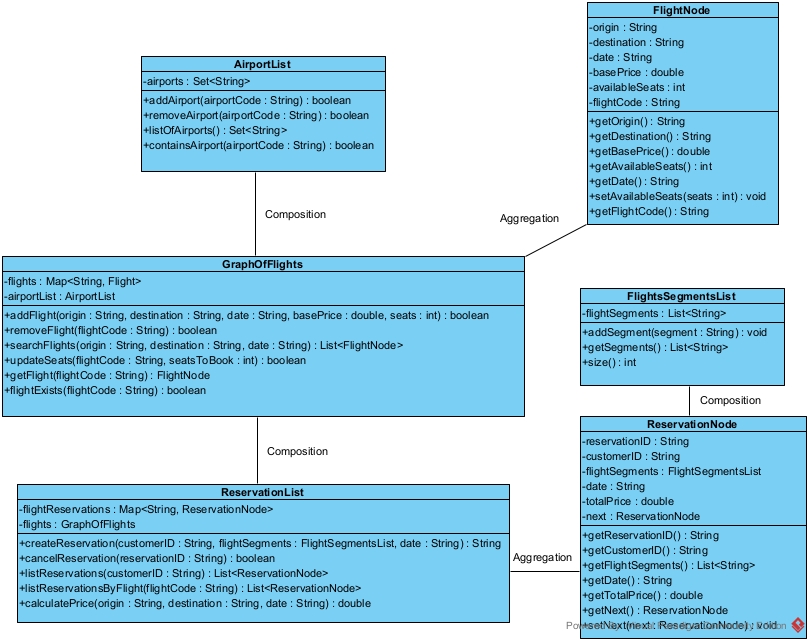 AirportList
-airports : Set<String>
+addAirport(airportCode : String) : boolean
+removeAirport(airportCode : String) : boolean
+listOfAirports() : Set<String>
+containsAirport(airportCode : String) : boolean
FlightNode
-origin : String
-destination : String
-date : String
-basePrice : double
-availableSeats : int
-flightCode : String
+getOrigin() : String
+getDestination() : String
+getBasePrice() : double
+getAvailableSeats() : int
+getDate() : String
+setAvailableSeats(seats : int) : void
+getFlightCode() : String
Composition
Aggregation
GraphOfFlights
-flights : Map<String, Flight>
-airportList : AirportList
+addFlight(origin : String, destination : String, date : String, basePrice : double, seats : int) : boolean
+removeFlight(flightCode : String) : boolean
+searchFlights(origin : String, destination : String, date : String) : List<FlightNode>
+updateSeats(flightCode : String, seatsToBook : int) : boolean
+getFlight(flightCode : String) : FlightNode
+flightExists(flightCode : String) : boolean
FlightsSegmentsList
-flightSegments : List<String>
+addSegment(segment : String) : void
+getSegments() : List<String>
+size() : int
Composition
Composition
ReservationList
-flightReservations : Map<String, ReservationNode>
-flights : GraphOfFlights
+createReservation(customerID : String, flightSegments : FlightSegmentsList, date : String) : String
+cancelReservation(reservationID : String) : boolean
+listReservations(customerID : String) : List<ReservationNode>
+listReservationsByFlight(flightCode : String) : List<ReservationNode>
+calculatePrice(origin : String, destination : String, date : String) : double
Aggregation
ReservationNode
-reservationID : String
-customerID : String
-flightSegments : FlightSegmentsList
-date : String
-totalPrice : double
-next : ReservationNode
+getReservationID() : String
+getCustomerID() : String
+getFlightSegments() : List<String>
+getDate() : String
+getTotalPrice() : double
+getNext() : ReservationNode
+setNext(next : ReservationNode) : void